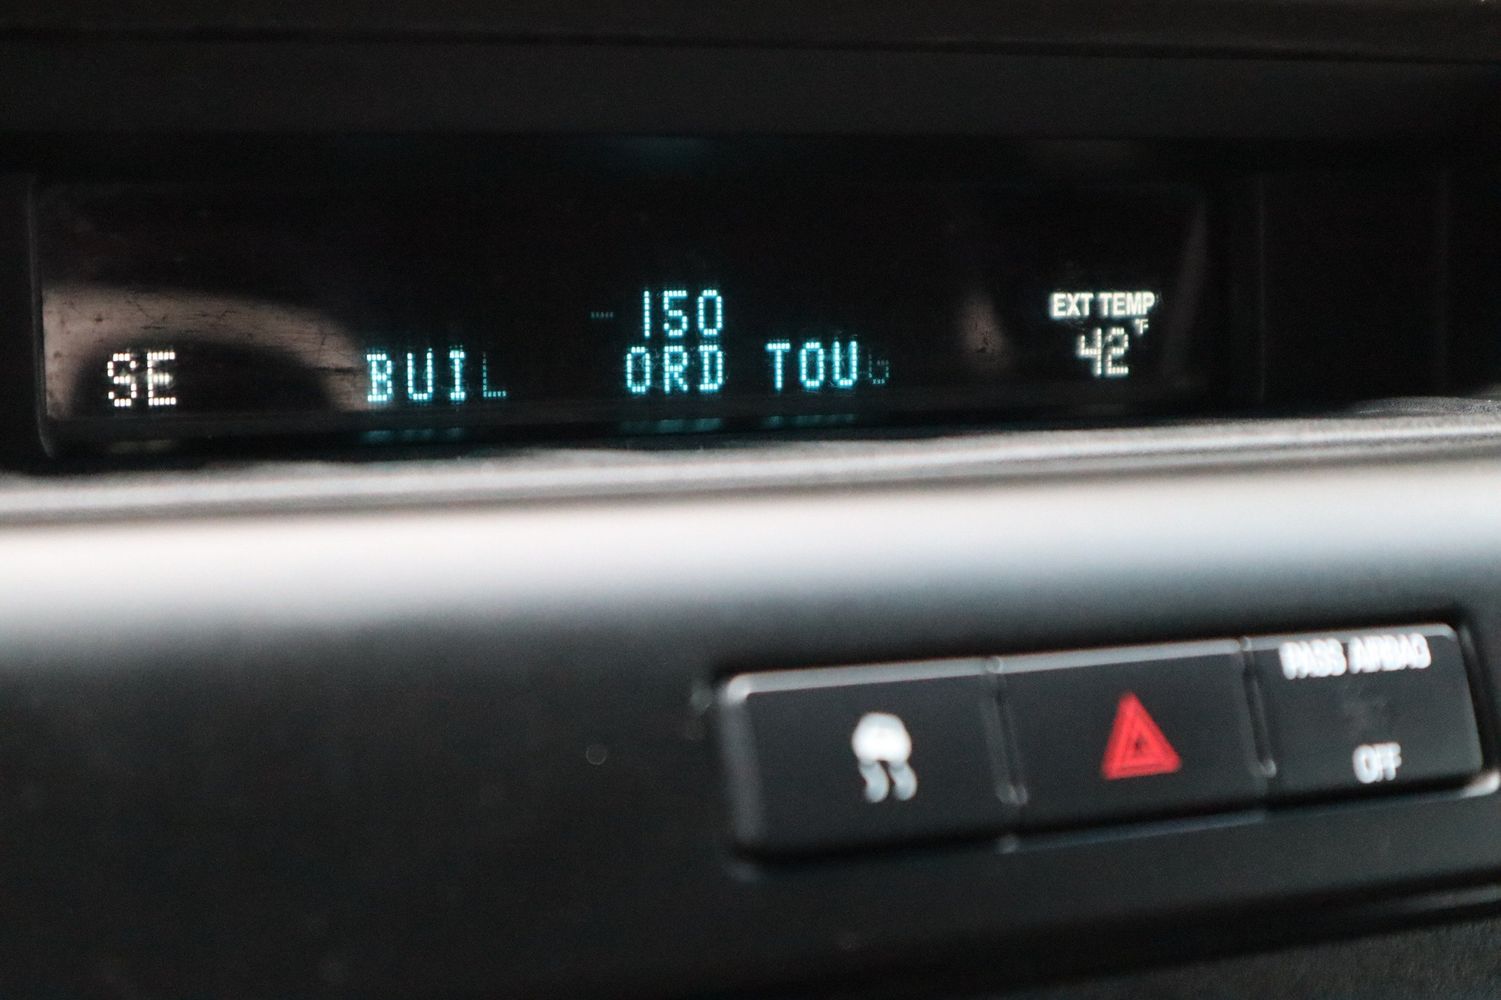 150
SE BUIL ORD TOU
EXT TEMP
42°F
PASS AIRBAG
OFF